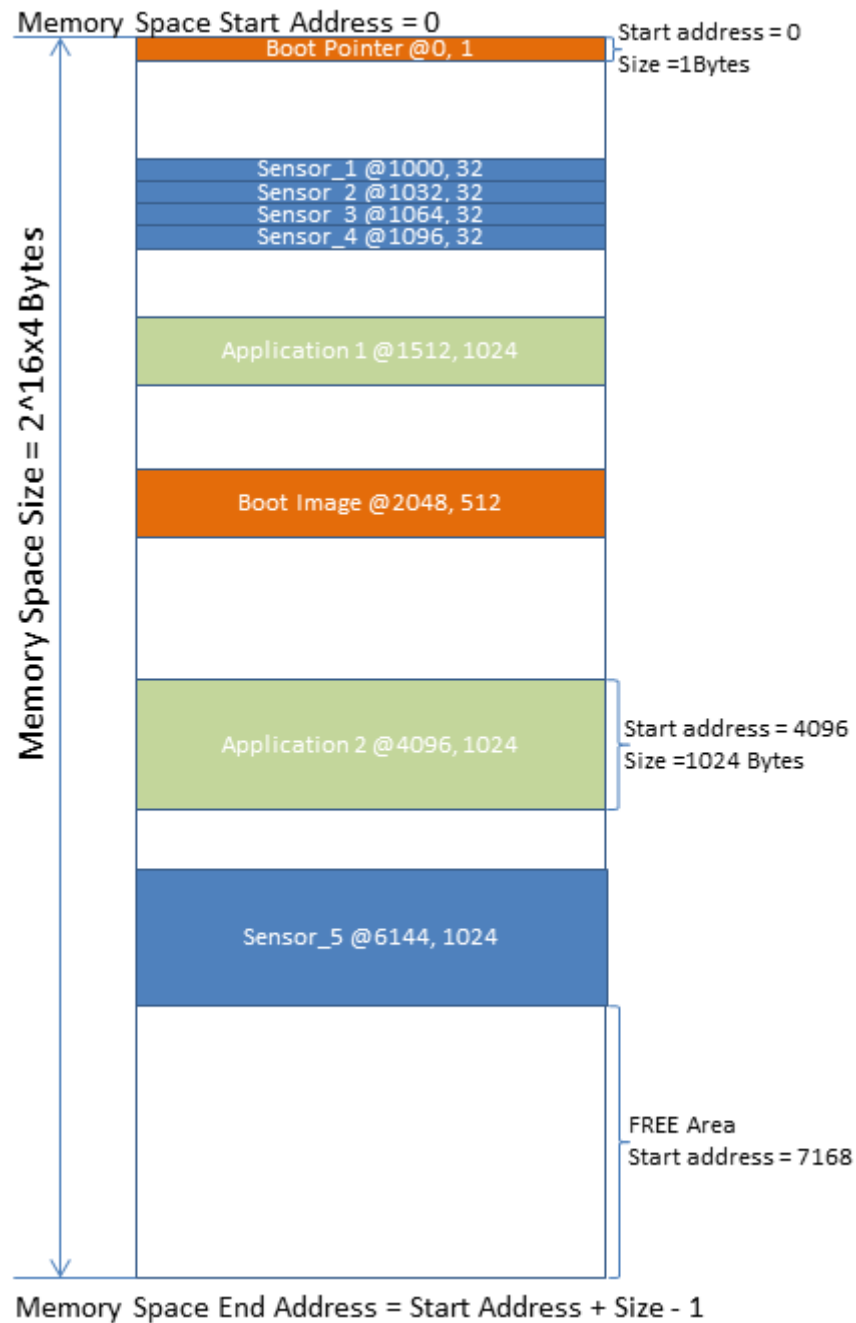 Memory Space Start Address = 0
Boot Pointer @0, 1
Start address = 0
Size =1Bytes
Sensor_1 @1000, 32
Sensor_2 @1032, 32
Sensor_3 @1064, 32
Sensor_4 @1096, 32
Memory Space Size = 2^16x4 Bytes
Application 1 @1512, 1024
Boot Image @2048, 512
Application 2 @4096, 1024
Start address = 4096
Size =1024 Bytes
Sensor_5 @6144, 1024
FREE Area
Start address = 7168
Memory Space End Address = Start Address + Size - 1